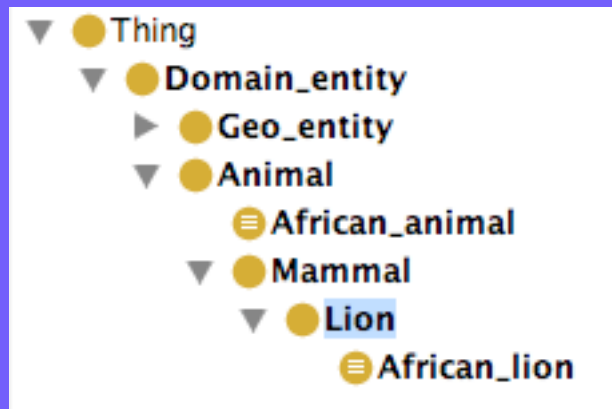 Thing
Domain_entity
Geo_entity
Animal
African_animal
Mammal
Lion
African_lion